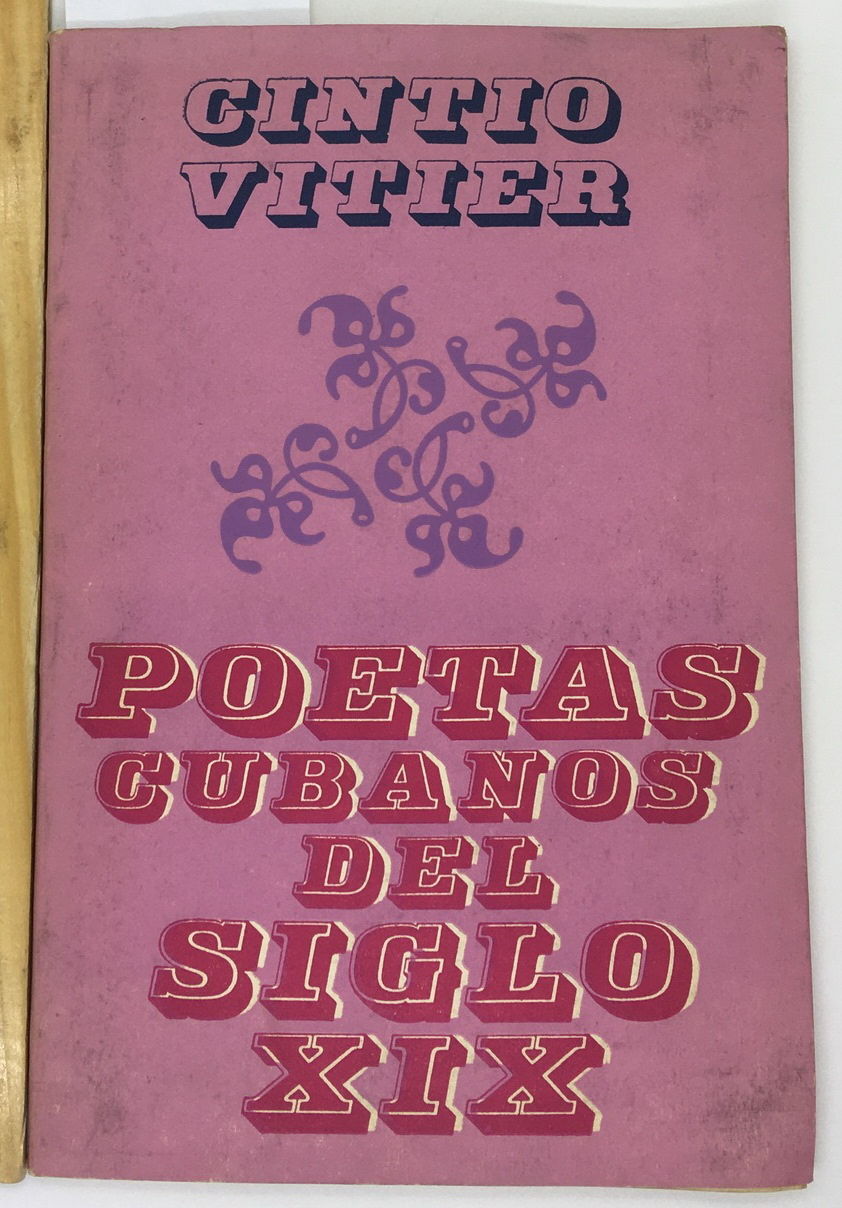 CINTIO
VITIER
POETAS
CUBANOS
DEL
SIGLO
XIX